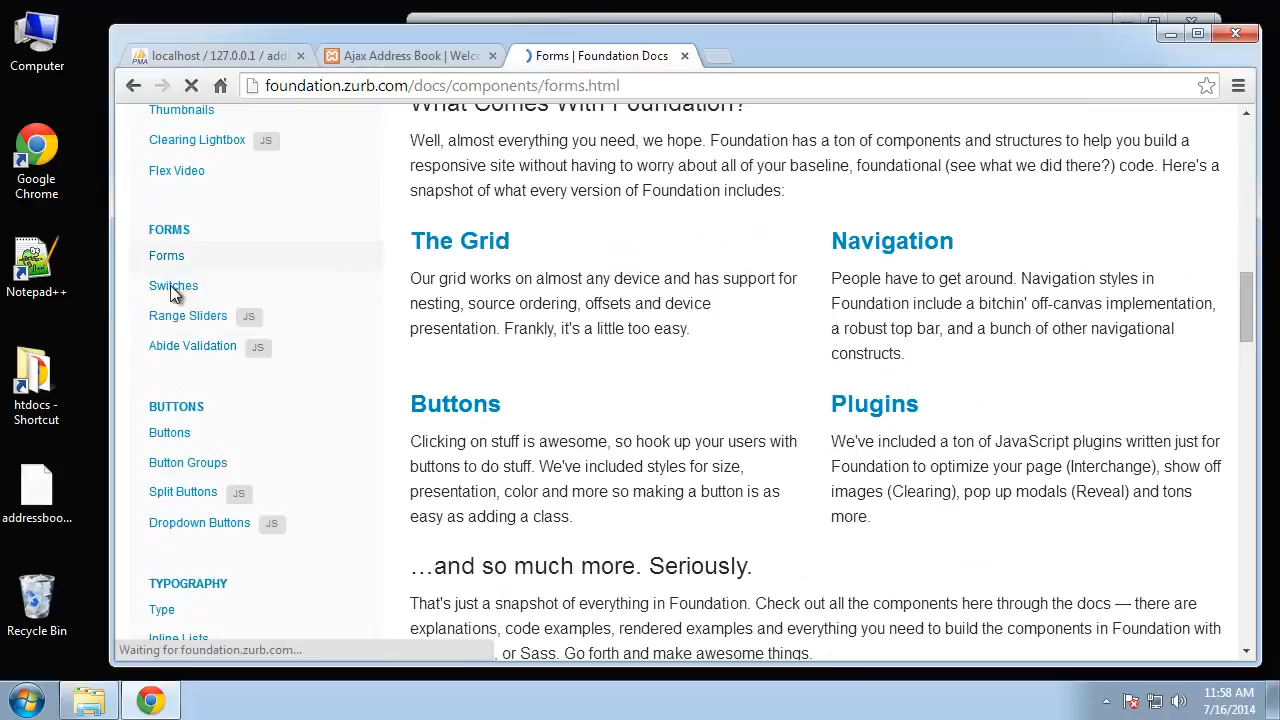 Computer
Google
Chrome
Notepad++
htdocs -
Shortcut
addressboo...
Recycle Bin
localhost / 127.0.0.1 / add
Ajax Address Book | Welc
Forms | Foundation Docs
foundation.zurb.com/docs/components/forms.html
Thumbnails
Clearing Lightbox JS
Flex Video
FORMS
Forms
Switches
Range Sliders JS
Abide Validation JS
BUTTONS
Buttons
Button Groups
Split Buttons JS
Dropdown Buttons JS
TYPOGRAPHY
Type
Inline Lists
Waiting for foundation.zurb.com...
What Comes With Foundation?
Well, almost everything you need, we hope. Foundation has a ton of components and structures to help you build a
responsive site without having to worry about all of your baseline, foundational (see what we did there?) code. Here's a
snapshot of what every version of Foundation includes:
The Grid
Our grid works on almost any device and has support for
nesting, source ordering, offsets and device
presentation. Frankly, it's a little too easy.
Navigation
People have to get around. Navigation styles in
Foundation include a bitchin' off-canvas implementation,
a robust top bar, and a bunch of other navigational
constructs.
Buttons
Clicking on stuff is awesome, so hook up your users with
buttons to do stuff. We've included styles for size,
presentation, color and more so making a button is as
easy as adding a class.
Plugins
We've included a ton of JavaScript plugins written just for
Foundation to optimize your page (Interchange), show off
images (Clearing), pop up modals (Reveal) and tons
more.
…and so much more. Seriously.
That's just a snapshot of everything in Foundation. Check out all the components here through the docs — there are
explanations, code examples, rendered examples and everything you need to build the components in Foundation with
, or Sass. Go forth and make awesome things.
11:58 AM
7/16/2014